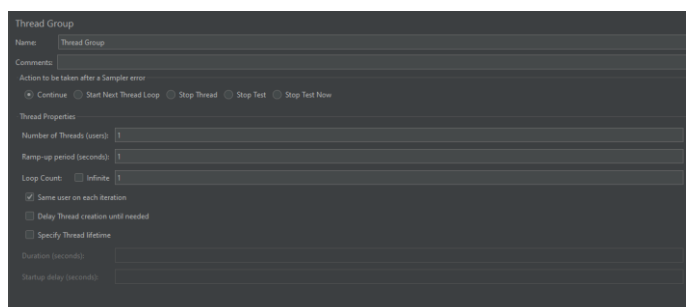 Thread Group
Name: Thread Group
Comments:
Action to be taken after a Sampler error
Continue Start Next Thread Loop Stop Thread Stop Test Stop Test Now
Thread Properties
Number of Threads (users): 1
Ramp-up period (seconds): 1
Loop Count: Infinite 1
Same user on each iteration
Delay Thread creation until needed
Specify Thread lifetime
Duration (seconds):
Startup delay (seconds):